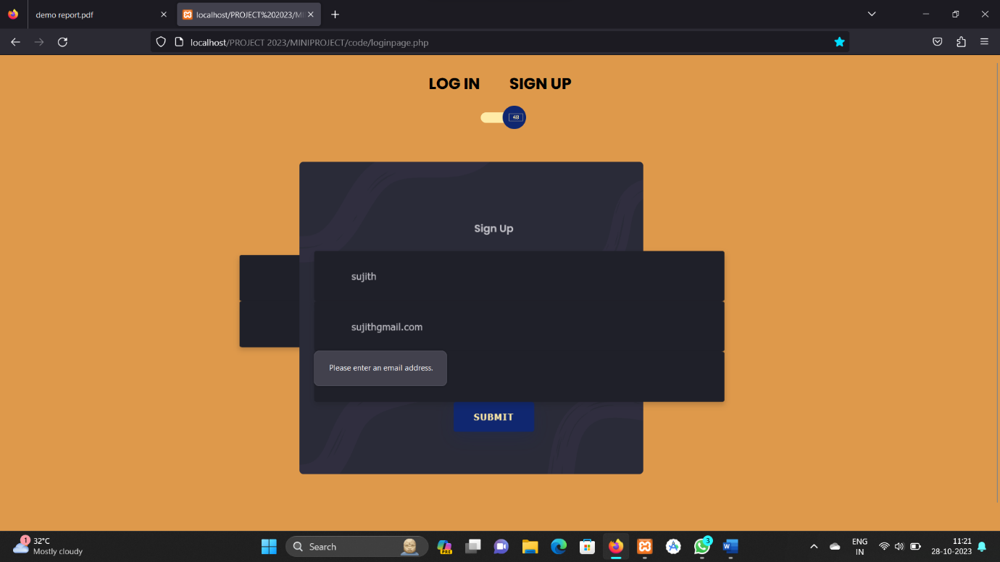 demo report.pdf
localhost/PROJECT%202023/MI
localhost/PROJECT 2023/MINIPROJECT/code/loginpage.php
LOG IN SIGN UP
Sign Up
sujith
sujithgmail.com
Please enter an email address.
SUBMIT
1
32°C
Mostly cloudy
Search
PRE
3
W
ENG
IN
11:21
28-10-2023